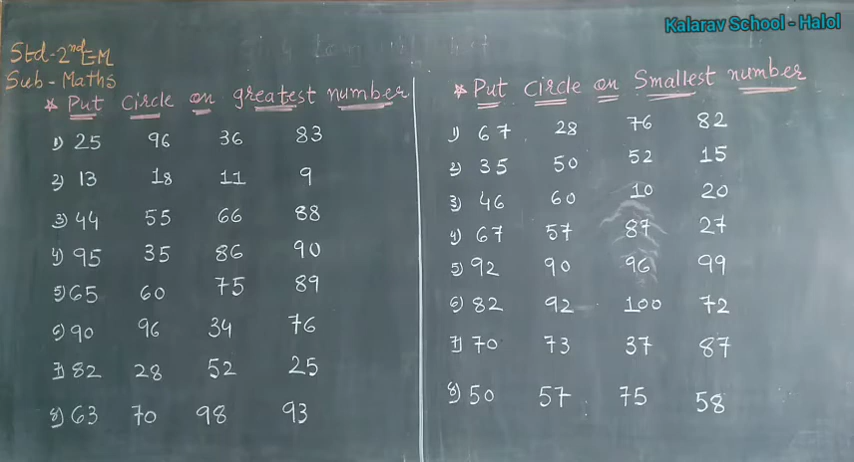 Kalarav School - Halol
Std-2nd E.M
Sub - Maths
* Put circle on greatest number
1) 25 96 36 83
2) 13 18 11 9
3) 44 55 66 88
4) 95 35 86 90
5) 65 60 75 89
6) 90 96 34 76
7) 82 28 52 25
8) 63 70 98 93
* Put circle on smallest number
1) 67 28 76 82
2) 35 50 52 15
3) 46 60 10 20
4) 67 57 87 27
5) 92 90 96 99
6) 82 92 100 72
7) 70 73 37 87
8) 50 57 75 58